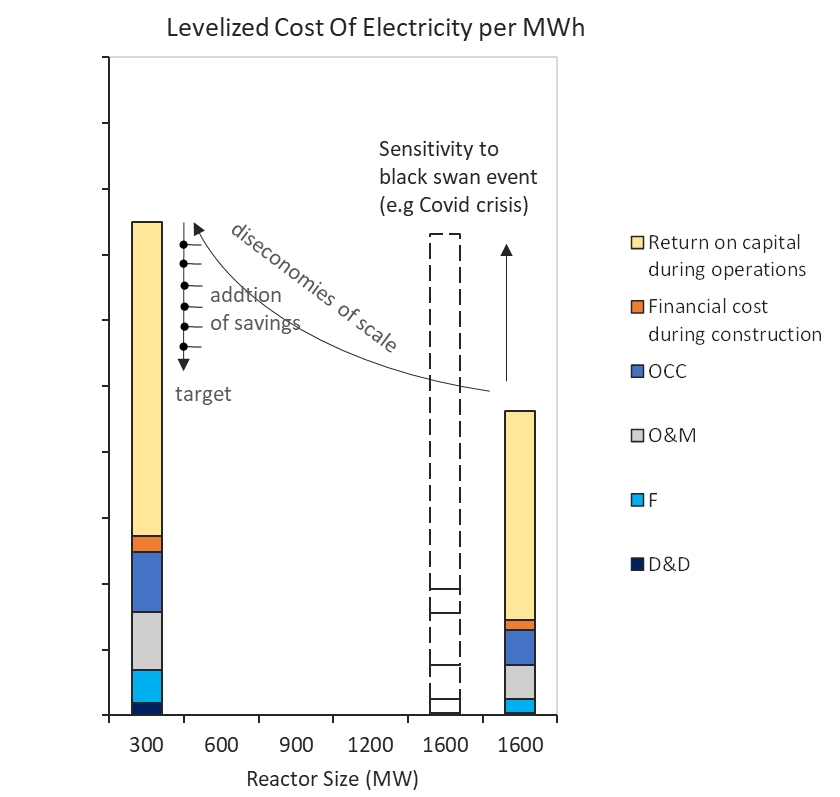 Levelized Cost Of Electricity per MWh
Sensitivity to
black swan event
(e.g Covid crisis)
diseconomies of scale
addtion
of savings
target
Return on capital
during operations
Financial cost
during construction
OCC
O&M
F
D&D
300 600 900 1200 1600 1600
Reactor Size (MW)